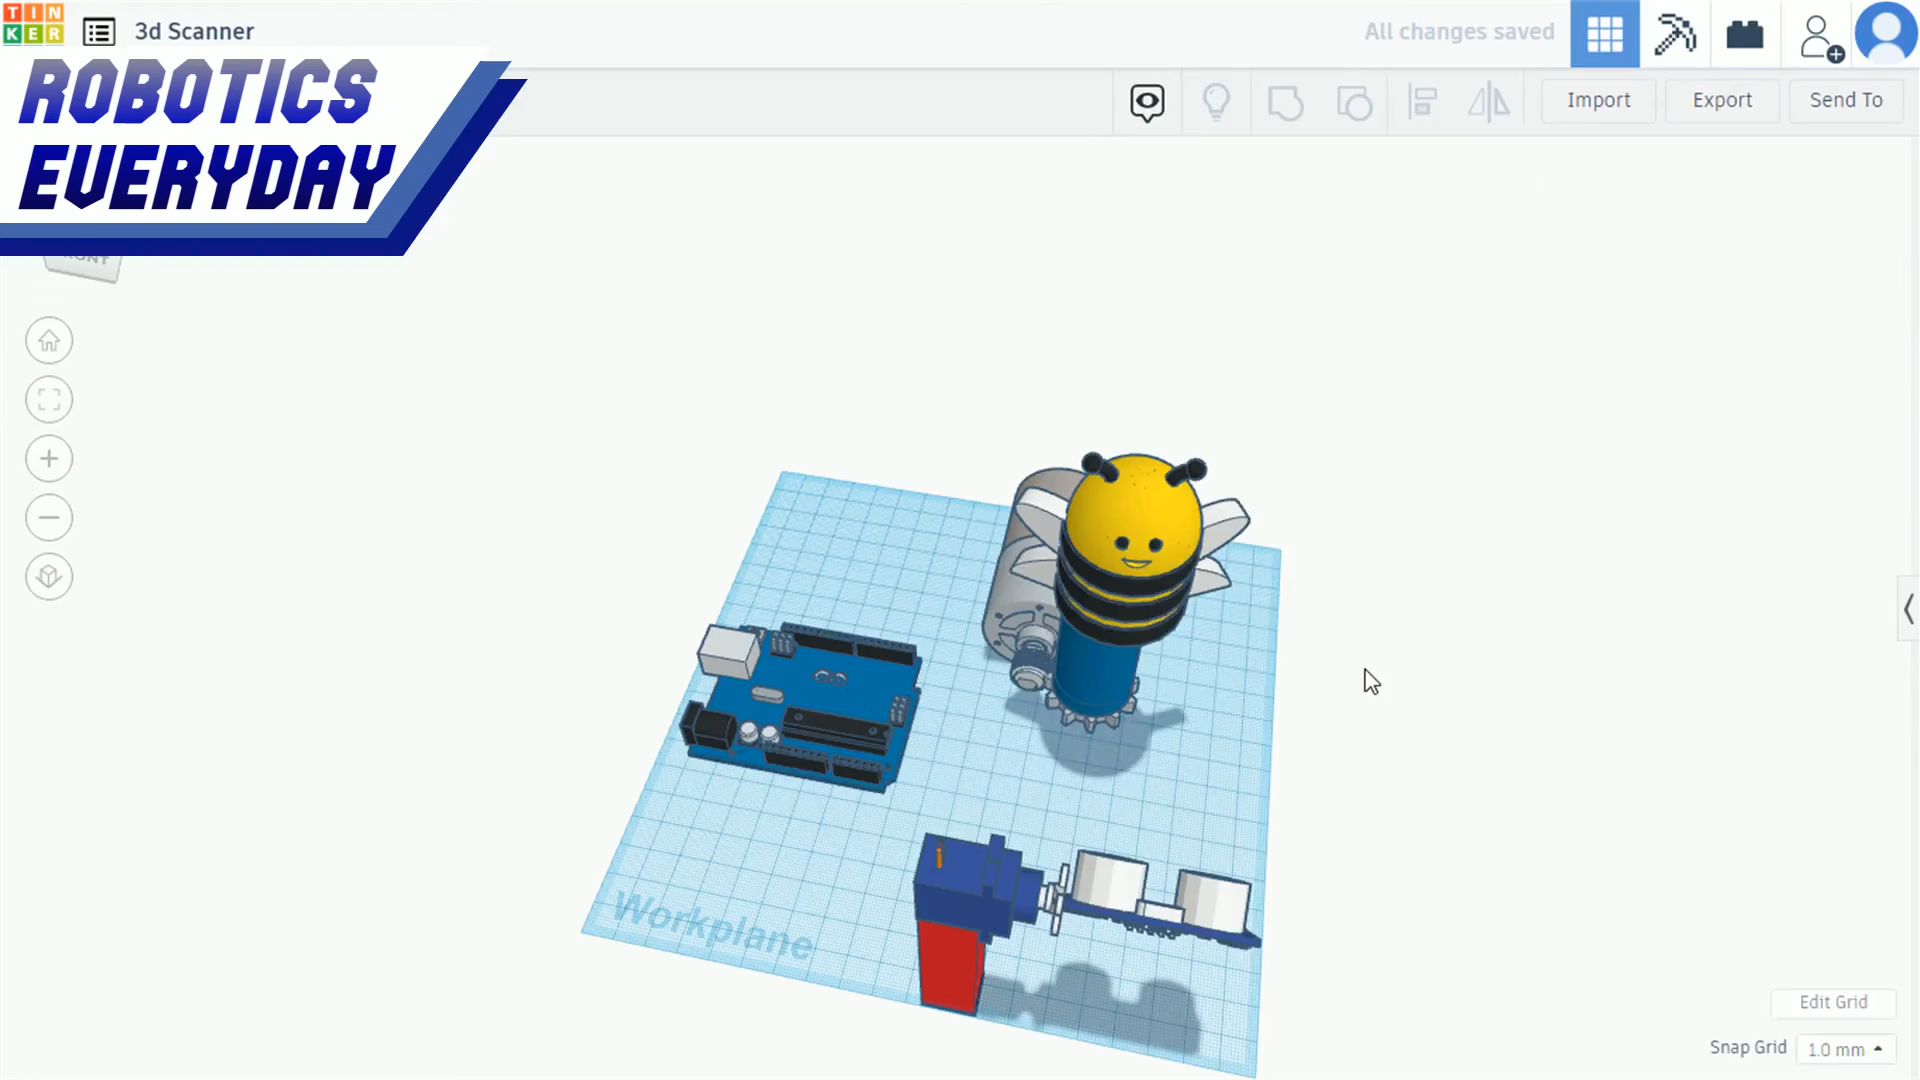 TIN
KER
3d Scanner
All changes saved
ROBOTICS
EVERYDAY
Import
Export
Send To
Workplane
Edit Grid
Snap Grid
1.0 mm